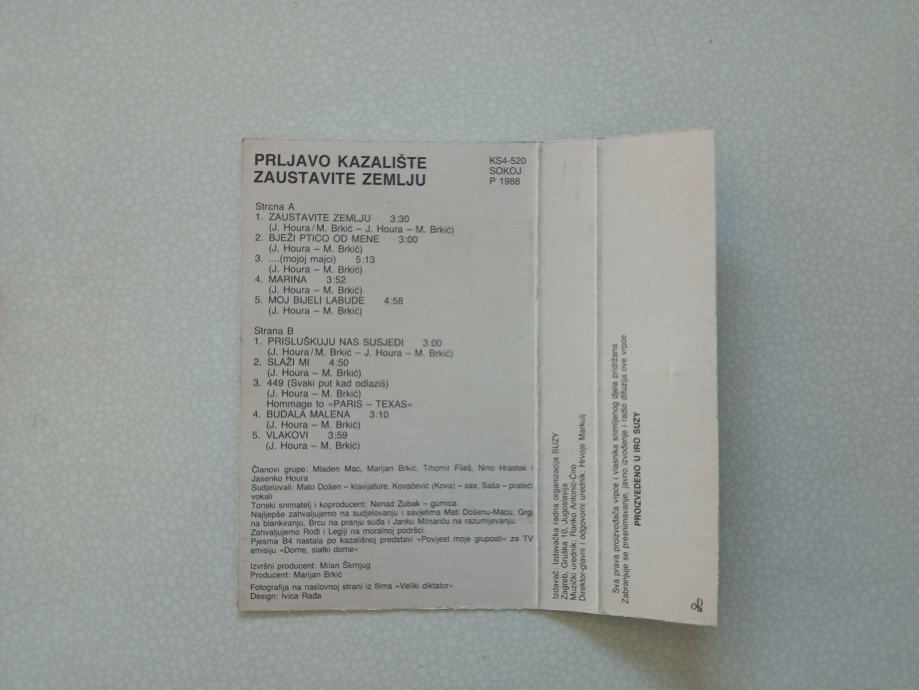 PRLJAVO KAZALIŠTE
ZAUSTAVITE ZEMLJU
KS4-520
SOKOJ
P 1988
Strana A
1. ZAUSTAVITE ZEMLJU 3:30
(J. Houra/M. Brkić – J. Houra – M. Brkić)
2. BJEŽI PTICO OD MENE 3:00
(J. Houra – M. Brkić)
3. ....(mojoj majci) 5:13
(J. Houra – M. Brkić)
4. MARINA 3:52
(J. Houra – M. Brkić)
5. MOJ BIJELI LABUDE 4:58
(J. Houra – M. Brkić)
Strana B
1. PRISLUŠKUJU NAS SUSJEDI 3:00
(J. Houra/M. Brkić – J. Houra – M. Brkić)
2. SLAŽI MI 4:50
(J. Houra – M. Brkić)
3. 449 (Svaki put kad odlaziš)
(J. Houra – M. Brkić)
Hommage to »PARIS – TEXAS«
4. BUDALA MALENA 3:10
(J. Houra – M. Brkić)
5. VLAKOVI 3:59
(J. Houra – M. Brkić)
Članovi grupe: Mladen Mac, Marijan Brkić, Tihomir Fileš, Nino Hrastek i
Jasenko Houra
Sudjelovali: Mato Došen – klavijature, Kovačević (Kova) – sax, Saša – prateći
vokali
Tonski snimatelj i koproducent: Nenad Zubak – gumica
Najljepše zahvaljujemo na sudjelovanju i savjetima Mati Došenu-Macu, Grgi
na blankiranju, Brcu na pranju suđa i Janku Mlinariću na razumijevanju.
Zahvaljujemo Rođi i Legiji na moralnoj podršci.
Pjesma B4 nastala po kazališnoj predstavi »Povijest moje gluposti« za TV
emisiju »Dome, slatki dome«
Izvršni producent: Milan Škrnjug
Producent: Marijan Brkić
Fotografija na naslovnoj strani iz filma »Veliki diktator«
Design: Ivica Rađa
Izdavač: Izdavačka radna organizacija SUZY
Zagreb, Gruška 10, Jugoslavija
Muzički urednik: Ranko Antonić-Ćiro
Direktor-glavni i odgovorni urednik: Hrvoje Markulj
Sva prava proizvođača vrpce i vlasnika snimljenog djela pridržana
Zabranjuje se presnimavanje, javno izvođenje i radio difuzija ove vrpce
PROIZVEDENO U IRO SUZY